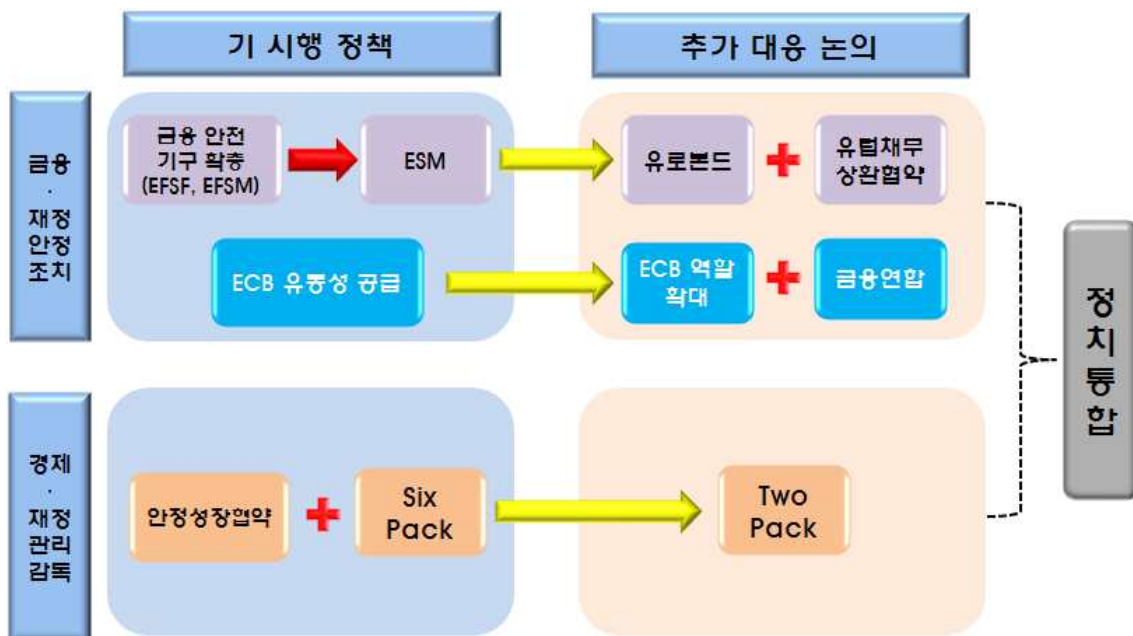 기 시행 정책
추가 대응 논의
금융
·
재정
안정
조치
금융 안전
기구 확충
(EFSF, EFSM)
ESM
유로본드
유럽채무
상환협약
ECB 유동성 공급
ECB 역할
확대
금융연합
경제
·
재정
관리
감독
안정성장협약
Six
Pack
Two
Pack
정
치
통
합